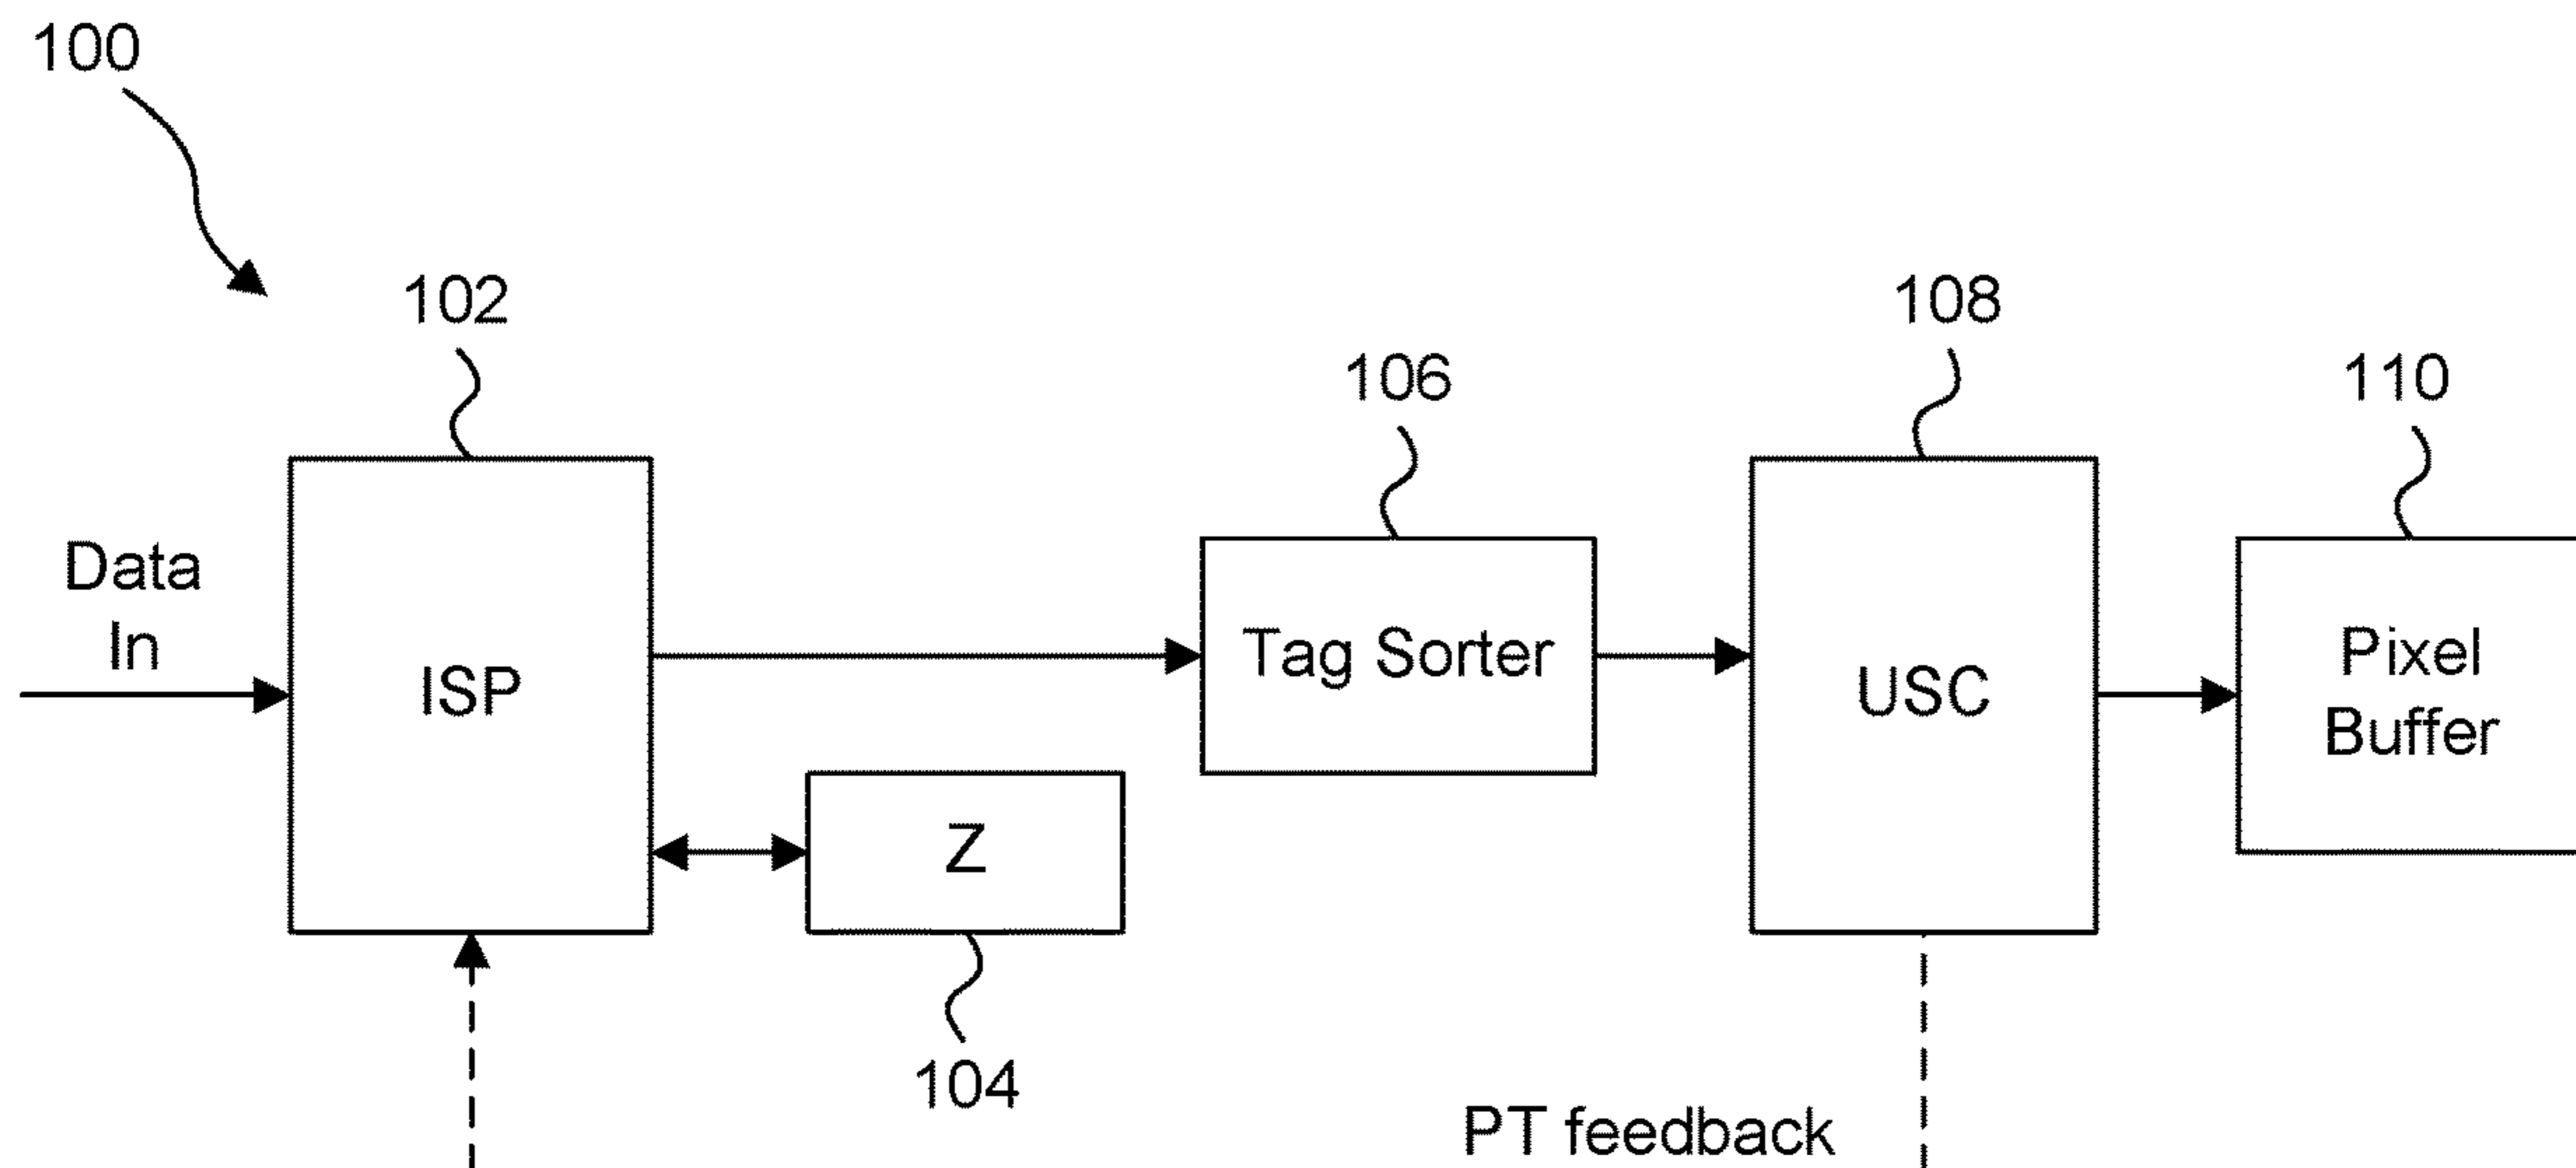 100
102
108
106
110
Data
In
ISP
Tag Sorter
USC
Pixel
Buffer
Z
104
PT feedback